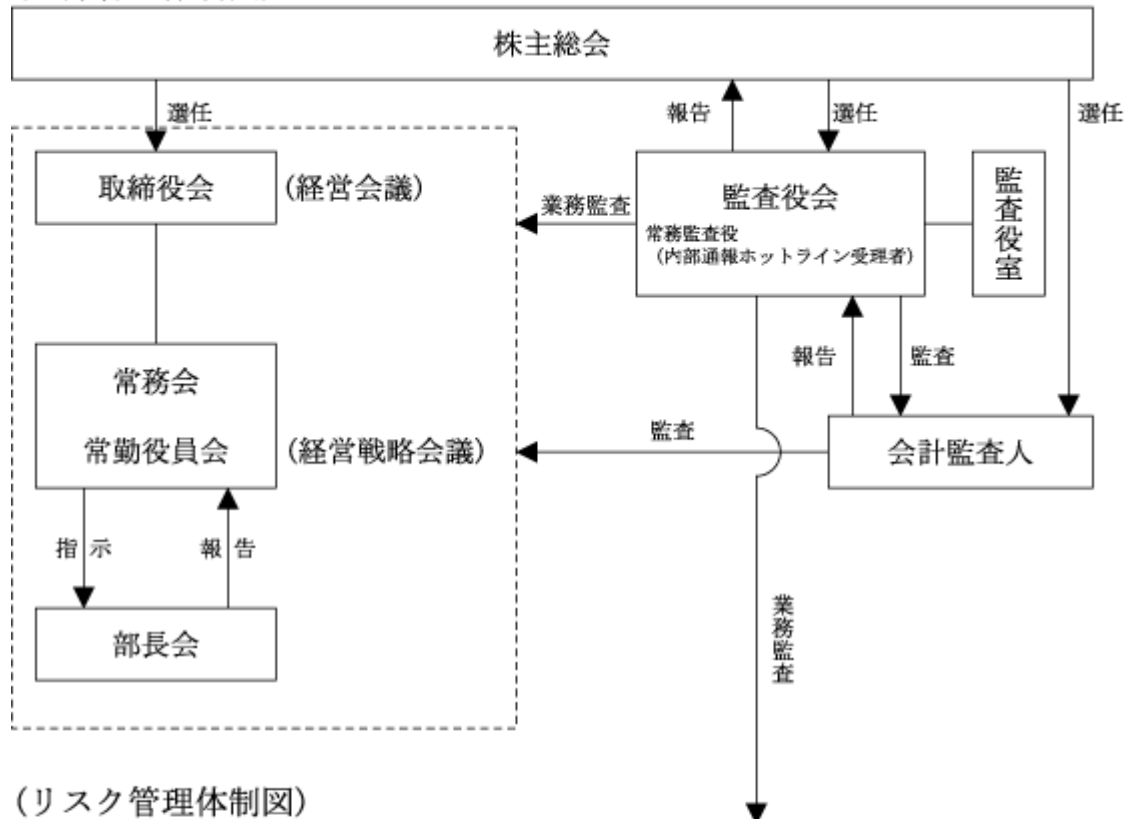 株主総会
選任
報告
選任
選任
取締役会
(経営会議)
業務監査
監査役会
常務監査役
(内部通報ホットライン受理者)
監査役室
常務会
常勤役員会
(経営戦略会議)
報告
監査
監査
会計監査人
指示
報告
部長会
業務監査
(リスク管理体制図)